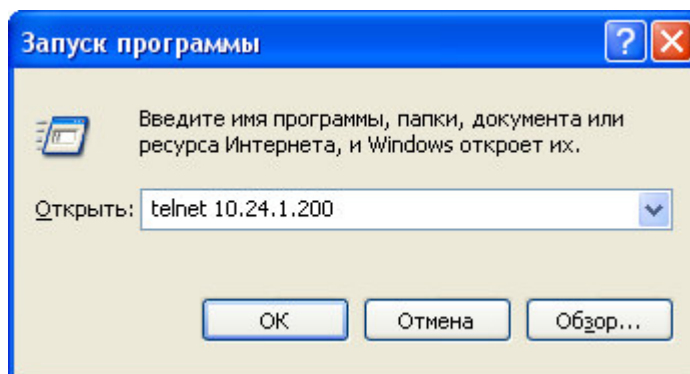 Запуск программы
Введите имя программы, папки, документа или
ресурса Интернета, и Windows откроет их.
Открыть: telnet 10.24.1.200
ОК Отмена Обзор...